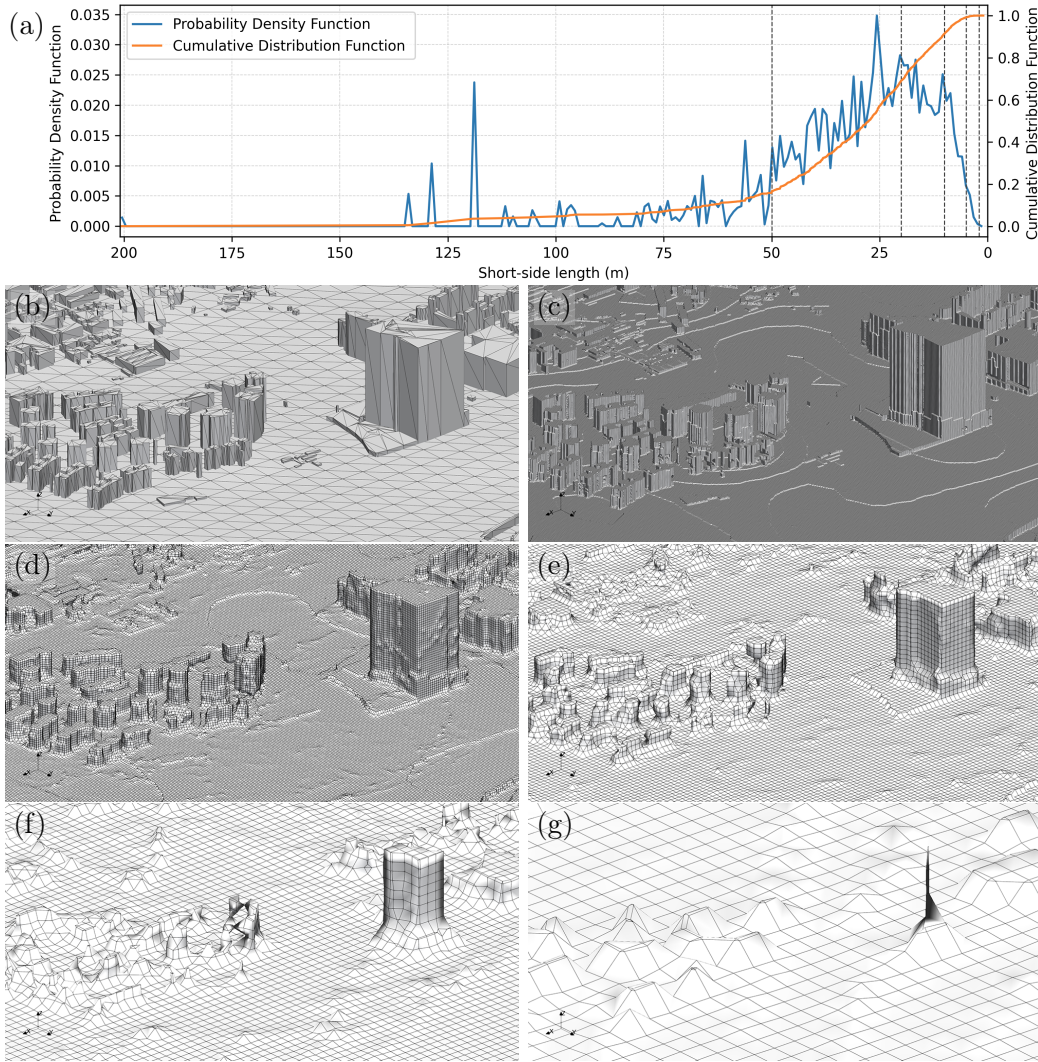 (a)
Probability Density Function
Cumulative Distribution Function
Probability Density Function
0.035
0.030
0.025
0.020
0.015
0.010
0.005
0.000
1.0
0.8
0.6
0.4
0.2
0.0
Cumulative Distribution Function
200 175 150 125 100 75 50 25 0
Short-side length (m)
(b)
(c)
(d)
(e)
(f)
(g)